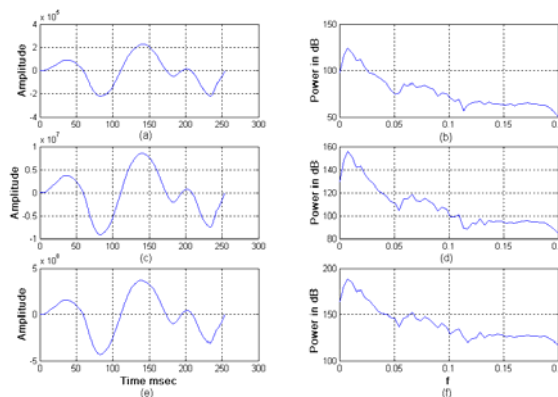 x 10^5
Amplitude
4
2
0
-2
-4
0 50 100 150 200 250 300
(a)
Power in dB
150
100
50
0 0.05 0.1 0.15
(b)
x 10^7
Amplitude
1
0.5
0
-0.5
-1
0 50 100 150 200 250 300
(c)
Power in dB
160
140
120
100
80
0 0.05 0.1 0.15
(d)
x 10^8
Amplitude
5
0
-5
0 50 100 150 200 250 300
Time msec
(e)
Power in dB
200
150
100
0 0.05 0.1 0.15
f
(f)